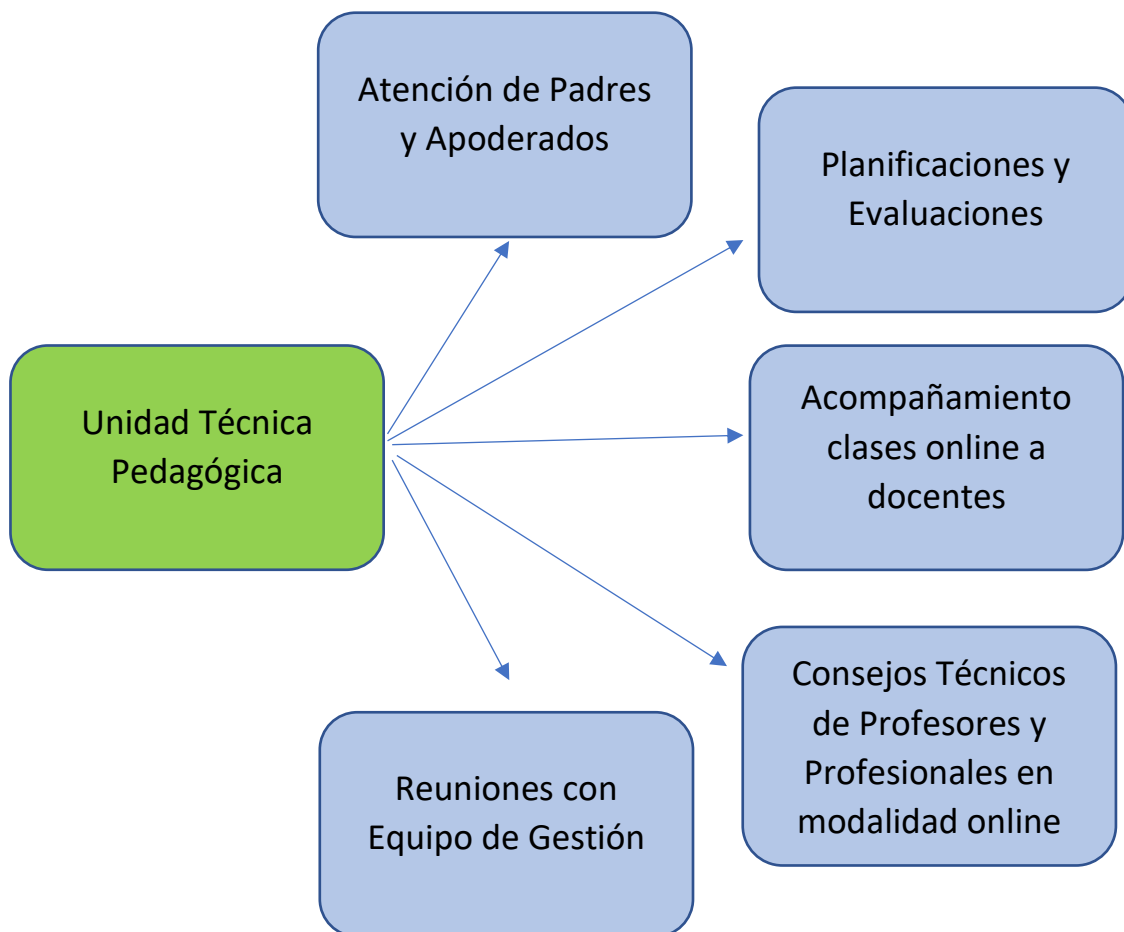 Atención de Padres
y Apoderados
Planificaciones y
Evaluaciones
Unidad Técnica
Pedagógica
Acompañamiento
clases online a
docentes
Consejos Técnicos
de Profesores y
Profesionales en
modalidad online
Reuniones con
Equipo de Gestión